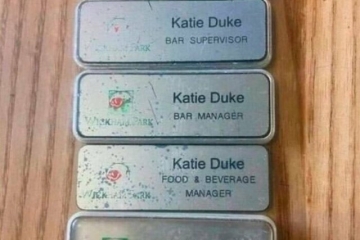 Katie Duke
BAR SUPERVISOR
Katie Duke
BAR MANAGER
Katie Duke
FOOD & BEVERAGE
MANAGER